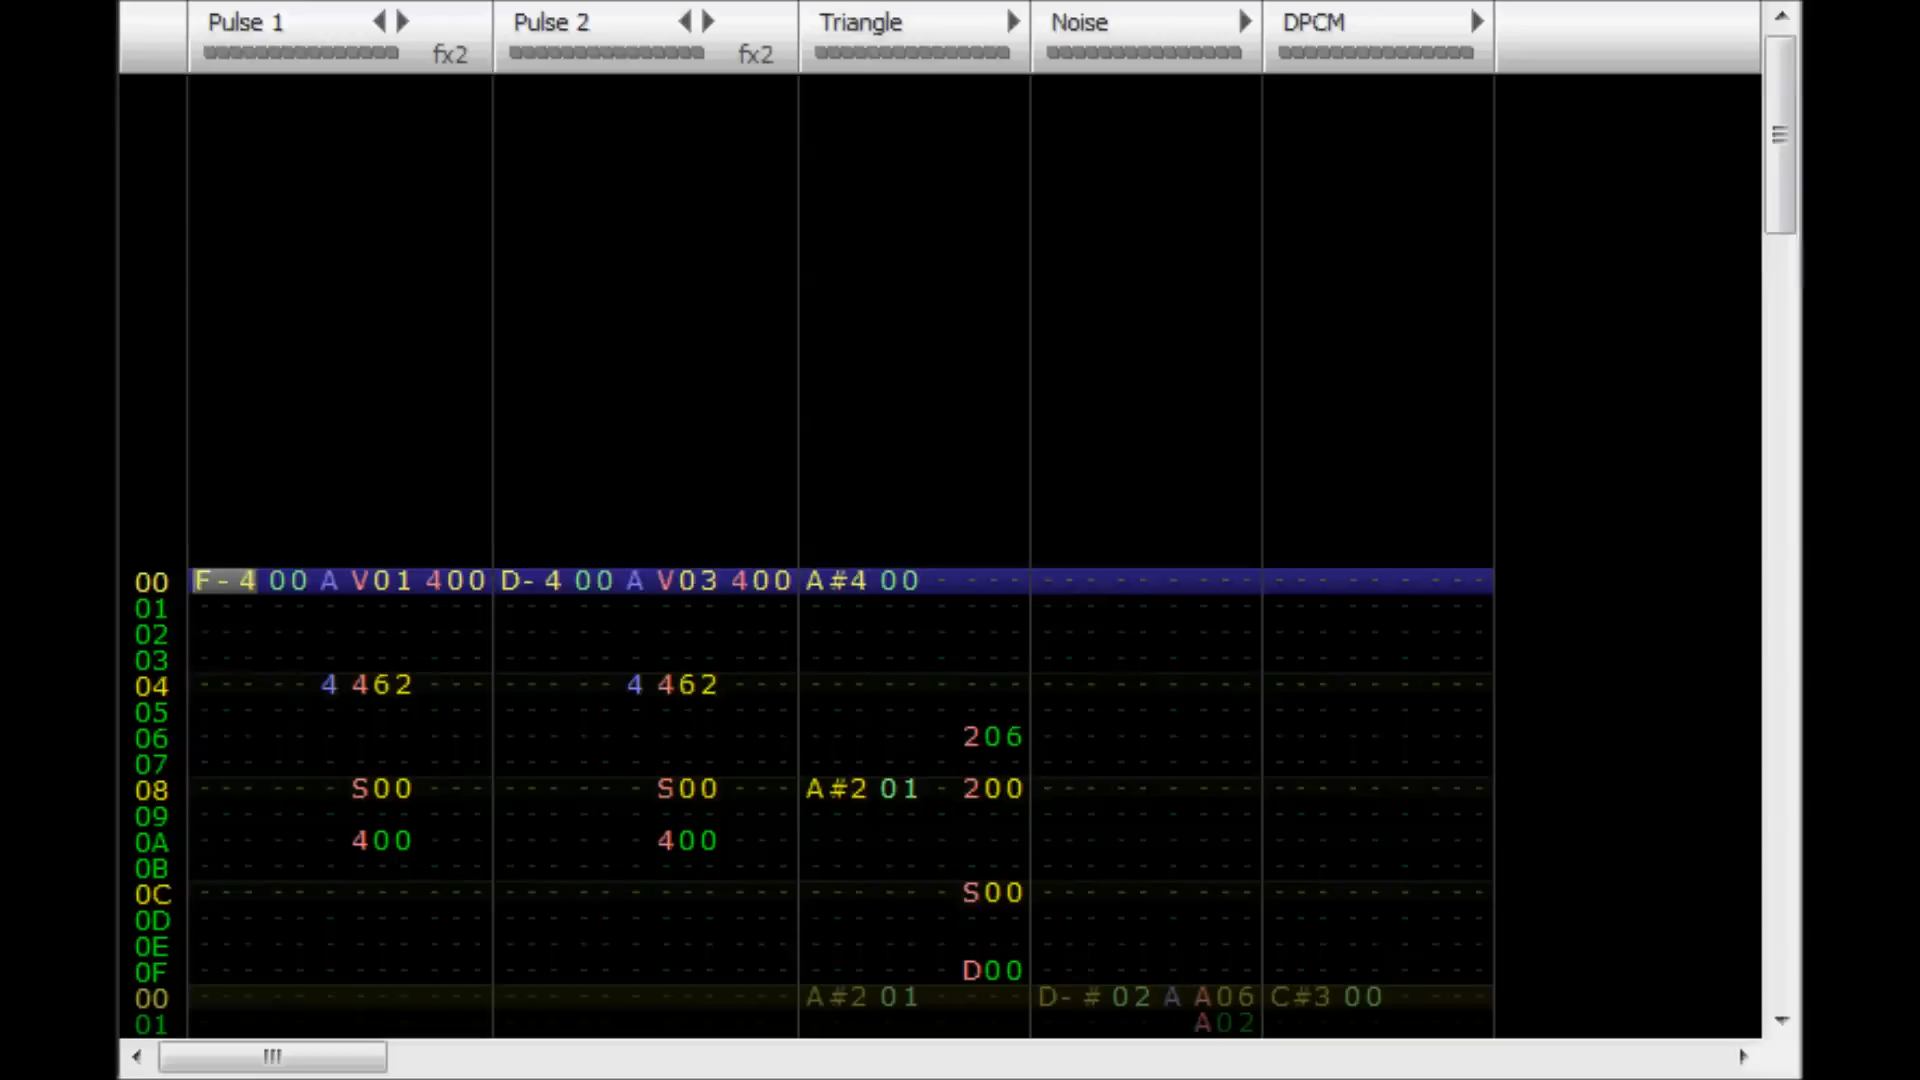 Pulse 1 Pulse 2 Triangle Noise DPCM
fx2 fx2
00 F-4 00 A V01 400 D-4 00 A V03 400 A#4 00
01
02
03
04 4 462 4 462
05
06 206
07
08 S00 S00 A#2 01 200
09
0A 400 400
0B
0C S00
0D
0E
0F D00
00 A#2 01 D-# 02 A A06 C#3 00
01 A02